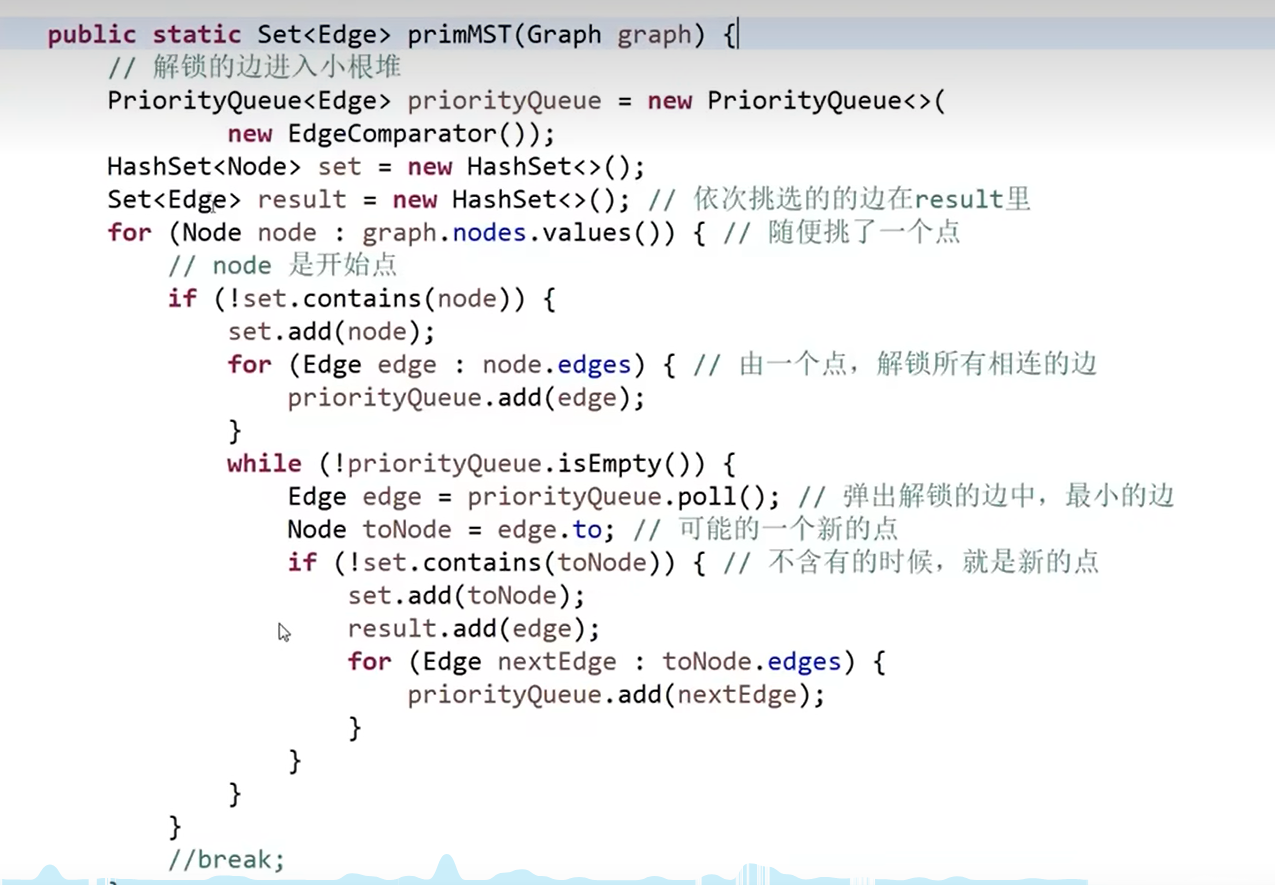 public static Set<Edge> primMST(Graph graph) {
// 解锁的边进入小根堆
PriorityQueue<Edge> priorityQueue = new PriorityQueue<>(
new EdgeComparator());
HashSet<Node> set = new HashSet<>();
Set<Edge> result = new HashSet<>(); // 依次挑选的的边在result里
for (Node node : graph.nodes.values()) { // 随便挑了一个点
// node 是开始点
if (!set.contains(node)) {
set.add(node);
for (Edge edge : node.edges) { // 由一个点，解锁所有相连的边
priorityQueue.add(edge);
}
while (!priorityQueue.isEmpty()) {
Edge edge = priorityQueue.poll(); // 弹出解锁的边中，最小的边
Node toNode = edge.to; // 可能的一个新的点
if (!set.contains(toNode)) { // 不含有的时候，就是新的点
set.add(toNode);
result.add(edge);
for (Edge nextEdge : toNode.edges) {
priorityQueue.add(nextEdge);
}
}
}
}
//break;